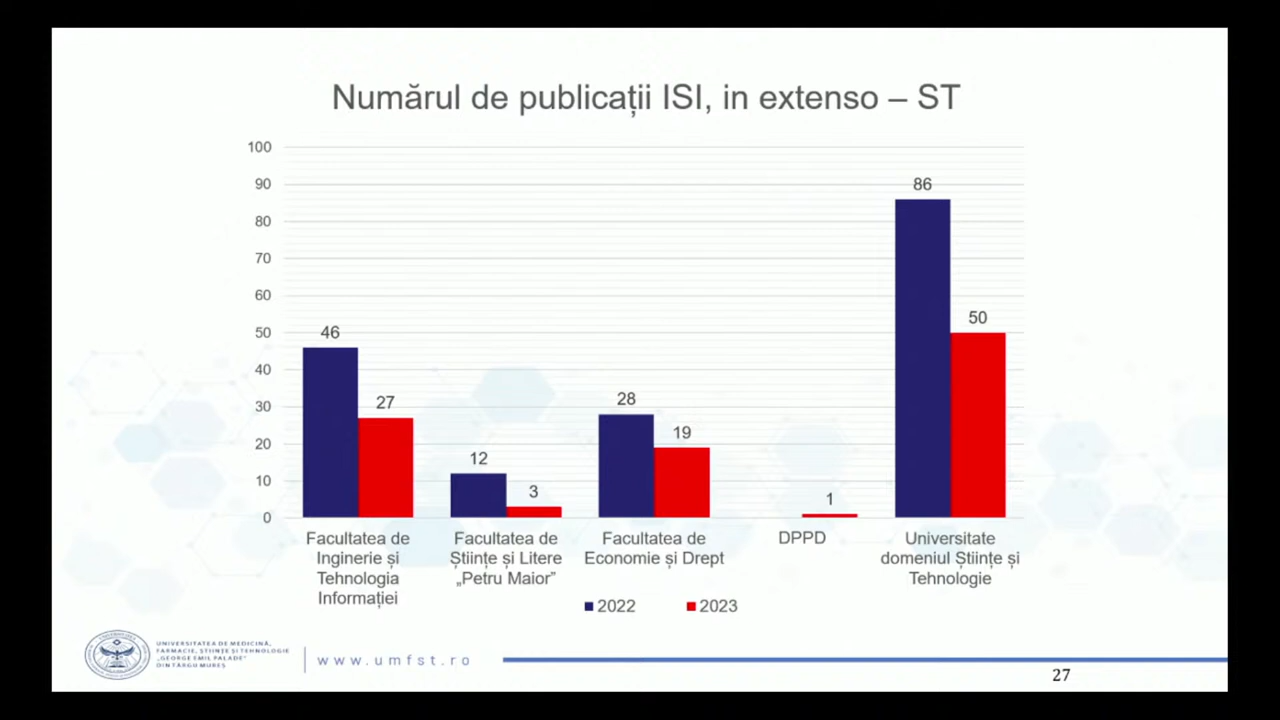 Numărul de publicații ISI, in extenso – ST
100
90
80
70
60
50
40
30
20
10
0
46
27
12
3
28
19
1
86
50
Facultatea de
Inginerie și
Tehnologia
Informației
Facultatea de
Științe și Litere
„Petru Maior”
Facultatea de
Economie și Drept
DPPD
Universitate
domeniul Științe și
Tehnologie
2022 2023
UNIVERSITATEA DE MEDICINĂ,
FARMACIE, ȘTIINȚE ȘI TEHNOLOGIE
„GEORGE EMIL PALADE”
DIN TÂRGU MUREȘ
www.umfst.ro
27